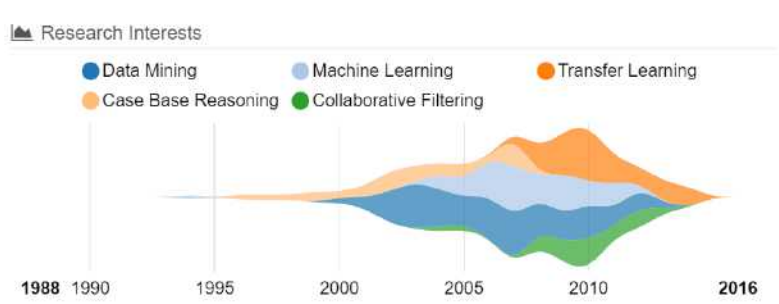 Research Interests
Data Mining Machine Learning Transfer Learning
Case Base Reasoning Collaborative Filtering
1988 1990 1995 2000 2005 2010 2016